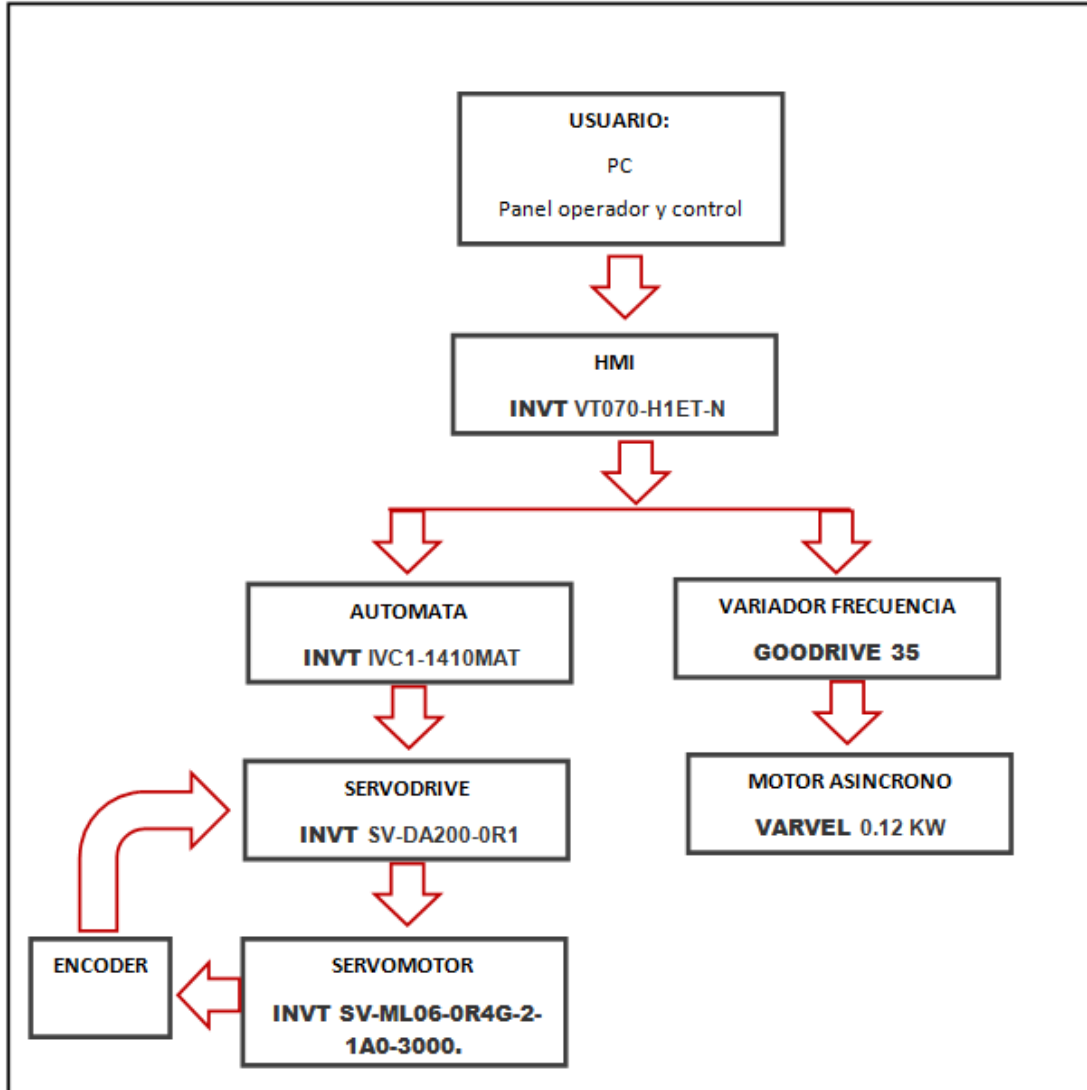 USUARIO:
PC
Panel operador y control
HMI
INVT VT070-H1ET-N
AUTOMATA
INVT IVC1-1410MAT
VARIADOR FRECUENCIA
GOODRIVE 35
SERVODRIVE
INVT SV-DA200-0R1
MOTOR ASINCRONO
VARVEL 0.12 KW
ENCODER
SERVOMOTOR
INVT SV-ML06-0R4G-2-
1A0-3000.